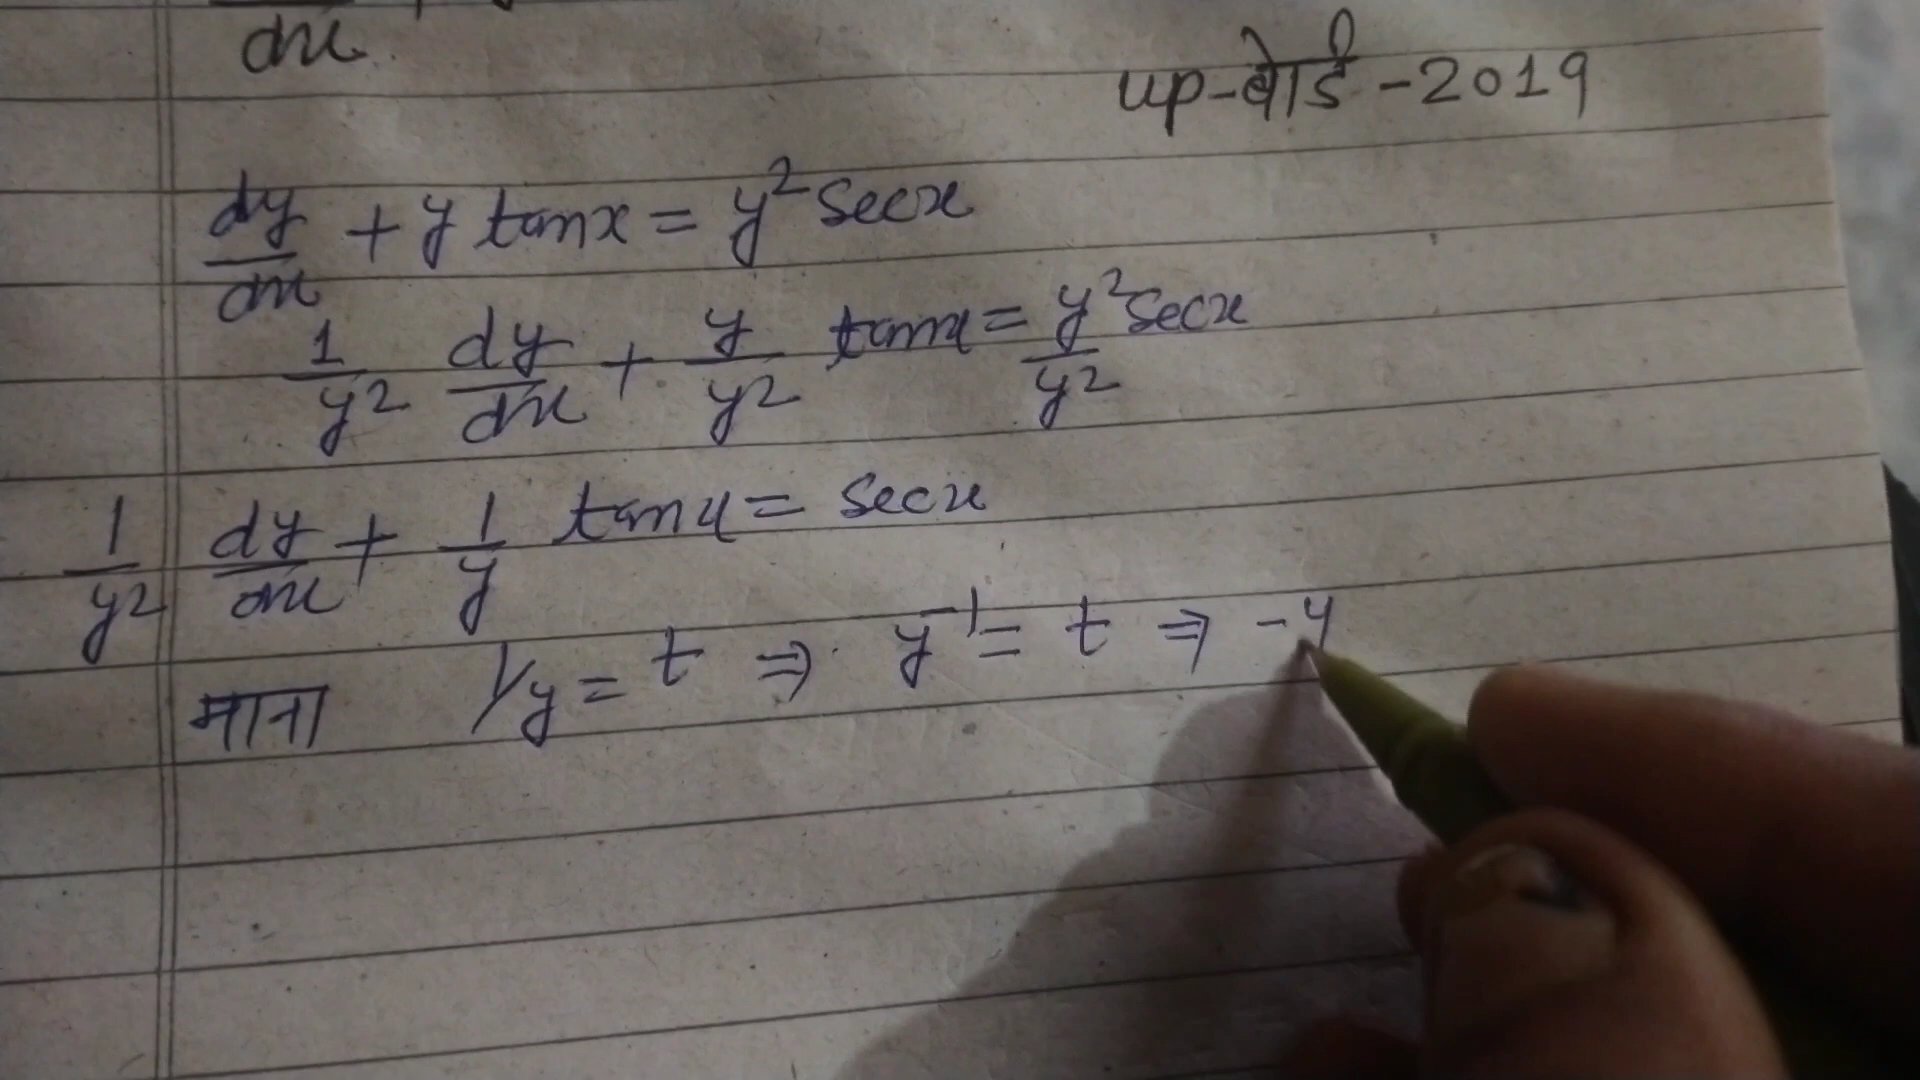 dx
up-बोर्ड-2019
dy/dx + y tanx = y² secx
1/y² dy/dx + y/y² tanx = y² secx/y²
1/y² dy/dx + 1/y tanx = secx
माना 1/y = t ⇒ y⁻¹ = t ⇒ -y